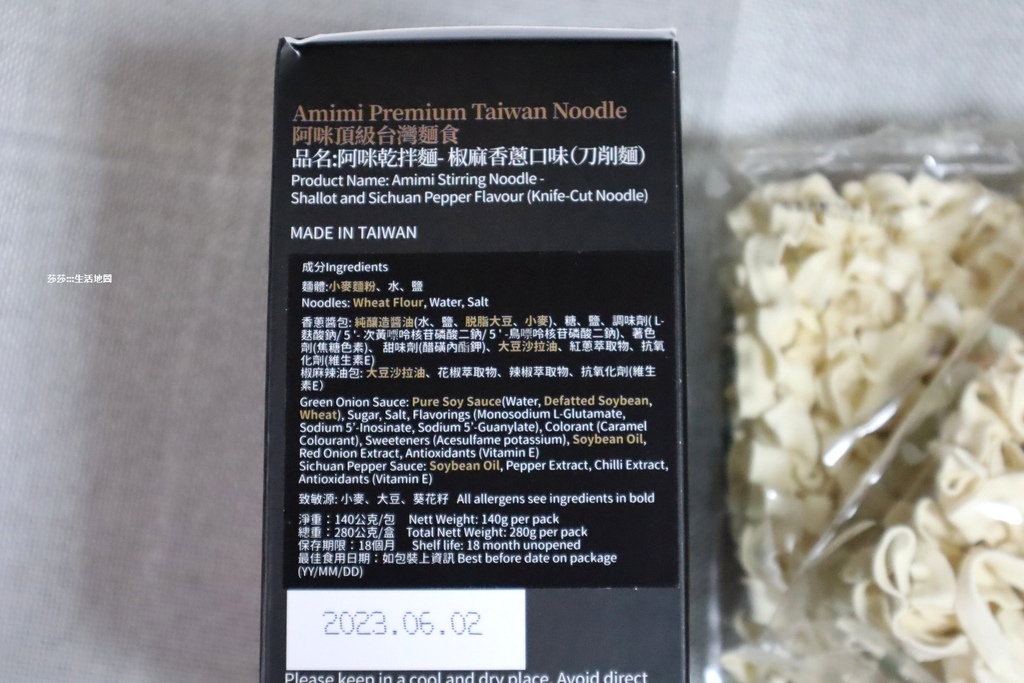 Amimi Premium Taiwan Noodle
阿咪頂級台灣麵食
品名:阿咪乾拌麵- 椒麻香蔥口味(刀削麵)
Product Name: Amimi Stirring Noodle -
Shallot and Sichuan Pepper Flavour (Knife-Cut Noodle)
MADE IN TAIWAN
莎莎:::生活地圖
成分Ingredients
麵體:小麥麵粉、水、鹽
Noodles: Wheat Flour, Water, Salt
香蔥醬包: 純釀造醬油(水、鹽、脫脂大豆、小麥)、糖、鹽、調味劑( L-
麩酸鈉/ 5 '- 次黃嘌呤核苷磷酸二鈉/ 5 '-鳥嘌呤核苷磷酸二鈉)、著色
劑(焦糖色素)、 甜味劑(醋磺內酯鉀)、大豆沙拉油、紅蔥萃取物、抗氧
化劑(維生素E)
椒麻辣油包: 大豆沙拉油、花椒萃取物、辣椒萃取物、抗氧化劑(維生
素E）
Green Onion Sauce: Pure Soy Sauce(Water, Defatted Soybean,
Wheat), Sugar, Salt, Flavorings (Monosodium L-Glutamate,
Sodium 5'-Inosinate, Sodium 5'-Guanylate), Colorant (Caramel
Colourant), Sweeteners (Acesulfame potassium), Soybean Oil,
Red Onion Extract, Antioxidants (Vitamin E)
Sichuan Pepper Sauce: Soybean Oil, Pepper Extract, Chilli Extract,
Antioxidants (Vitamin E)
致敏源: 小麥、大豆、葵花籽 All allergens see ingredients in bold
淨重：140公克/包 Net Weight: 140g per pack
總重：280公克/盒 Total Net Weight: 280g per pack
保存期限：18個月 Shelf life: 18 month unopened
最佳食用日期：如包裝上資訊 Best before date on package
(YY/MM/DD)
2023.06.02
Please keep in a cool and dry place. Avoid direct